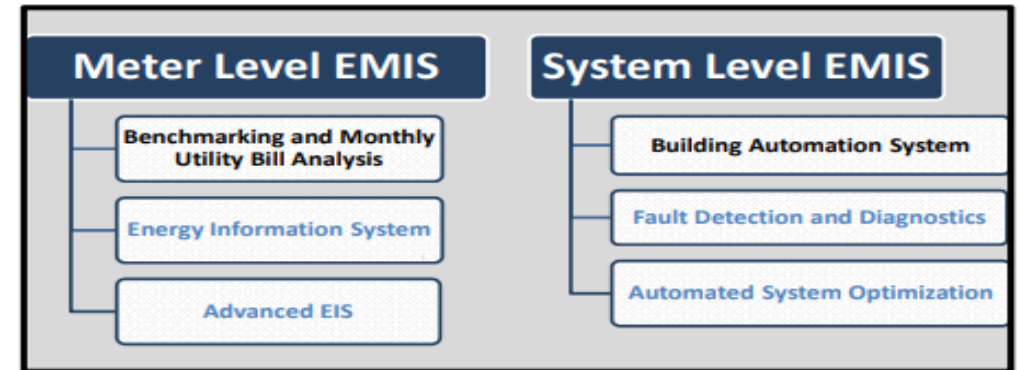 Meter Level EMIS
Benchmarking and Monthly
Utility Bill Analysis
Energy Information System
Advanced EIS
System Level EMIS
Building Automation System
Fault Detection and Diagnostics
Automated System Optimization